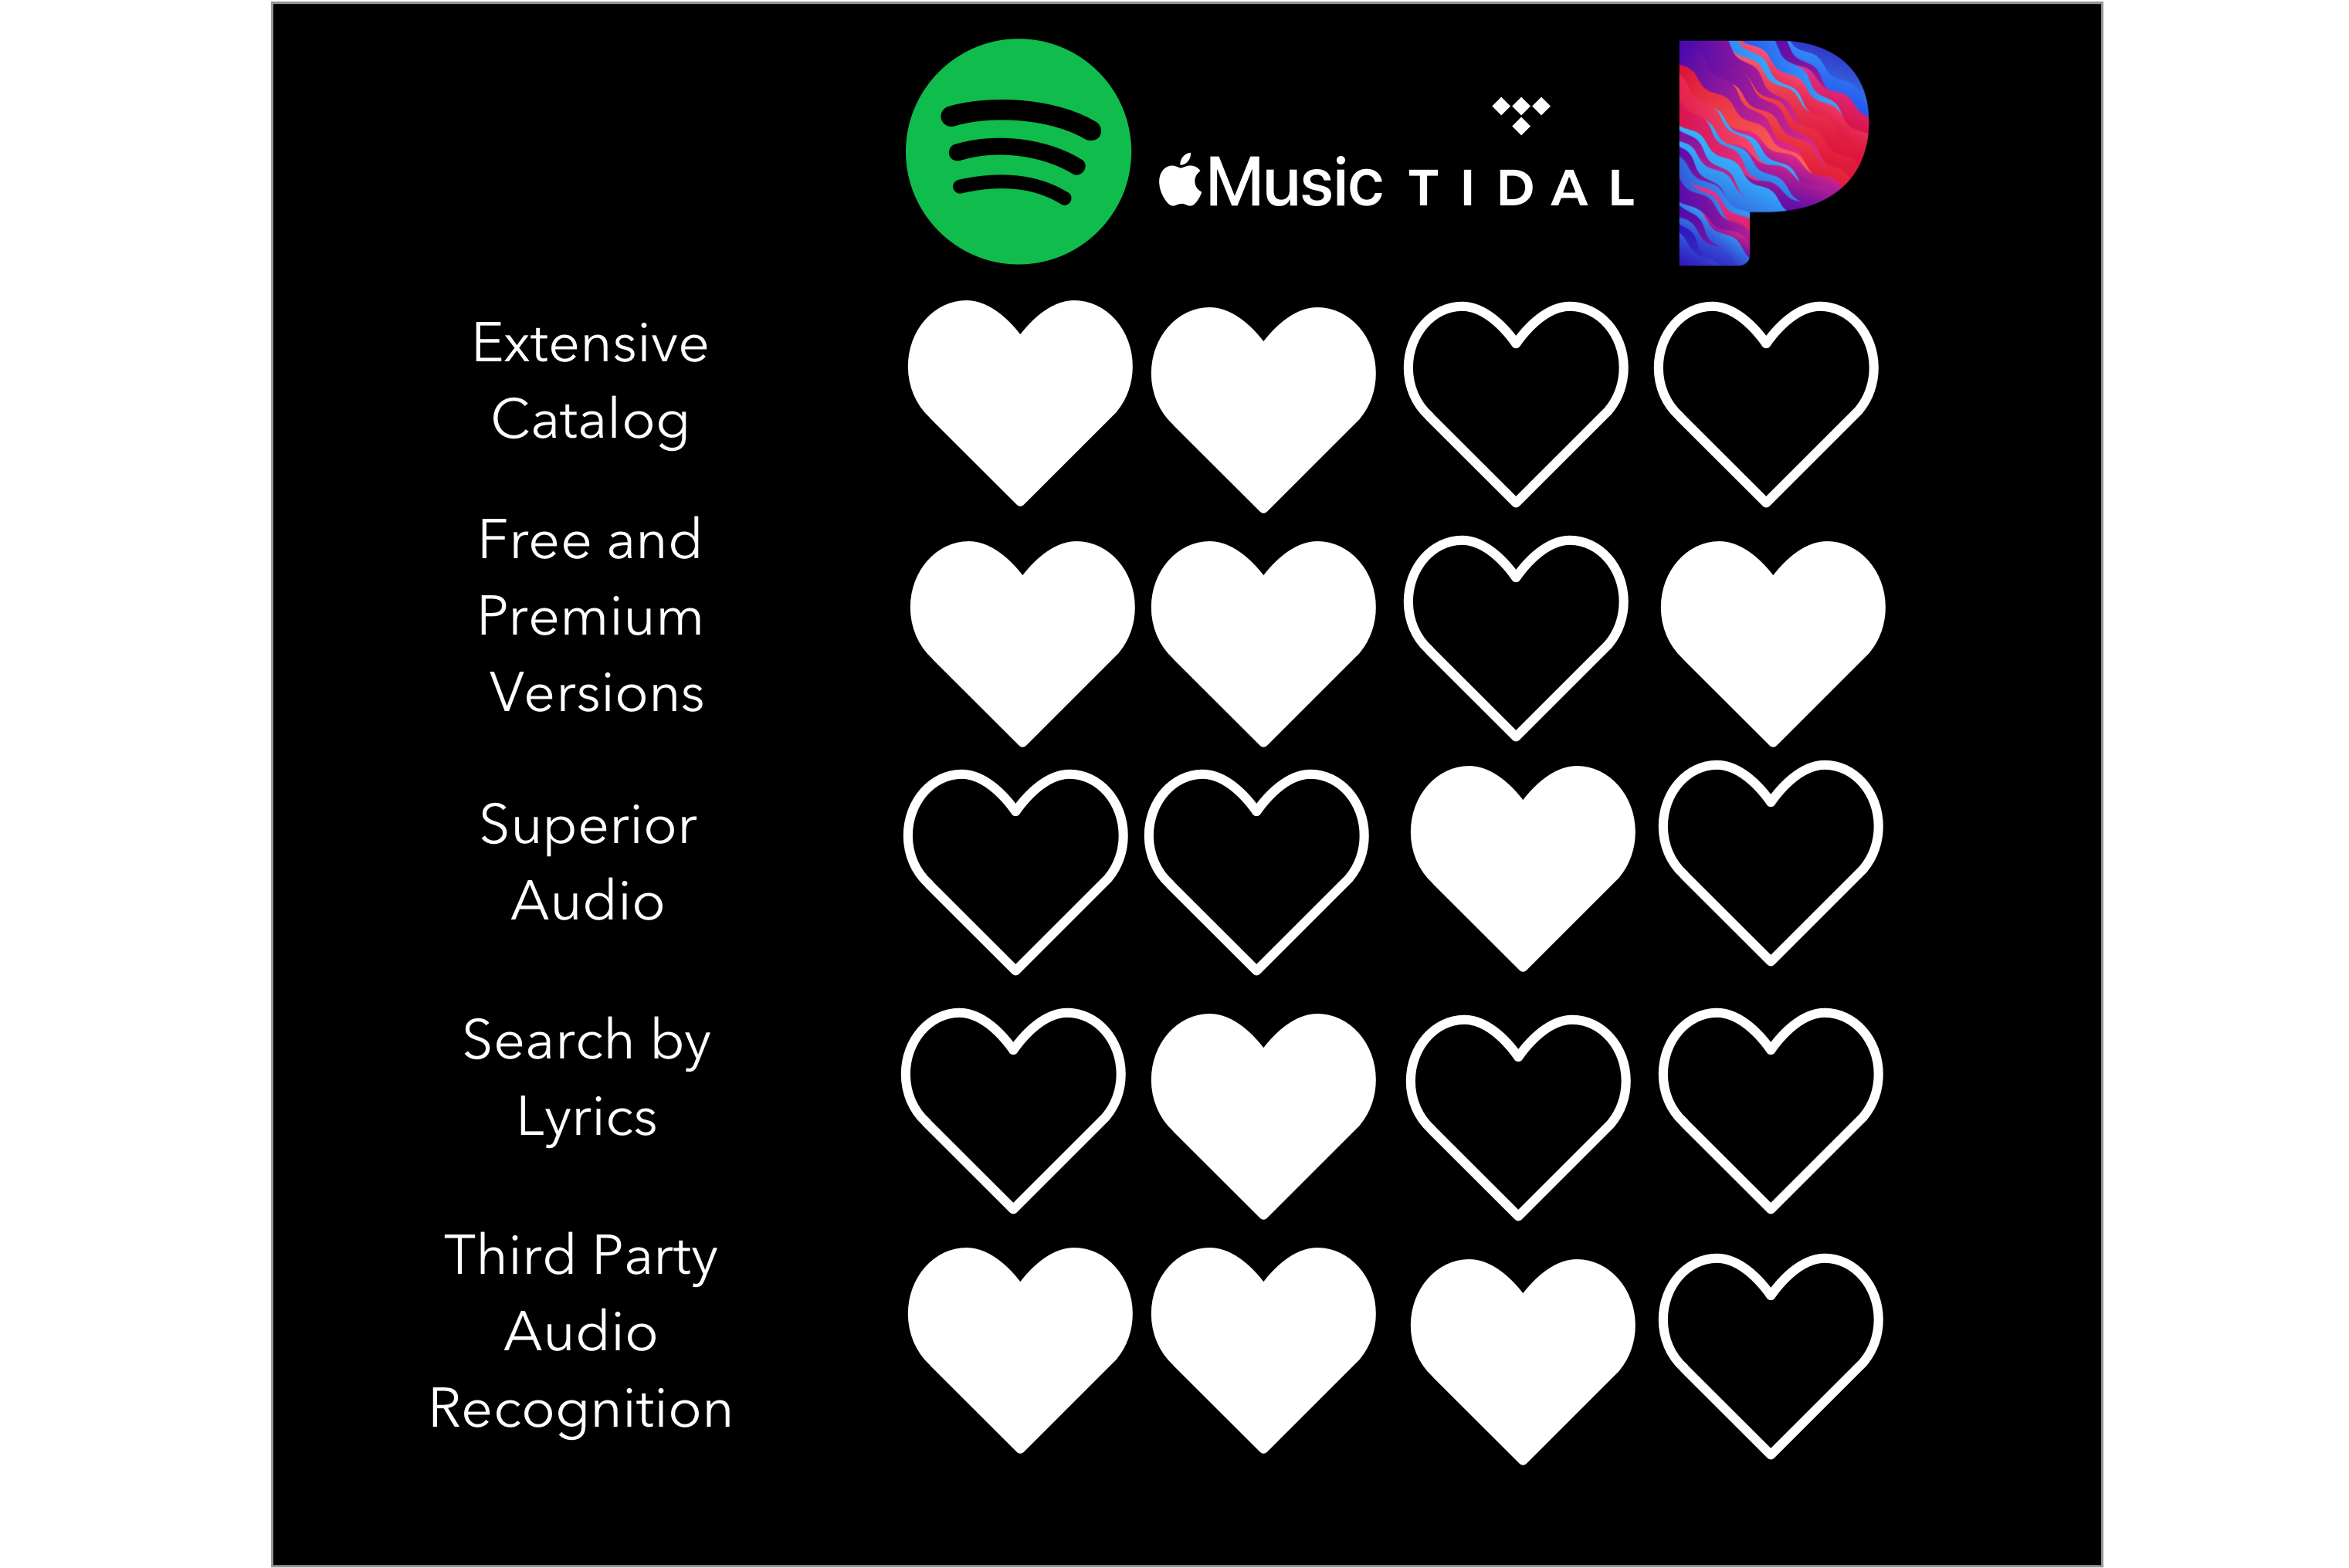 Music
TIDAL
Extensive
Catalog
Free and
Premium
Versions
Superior
Audio
Search by
Lyrics
Third Party
Audio
Recognition